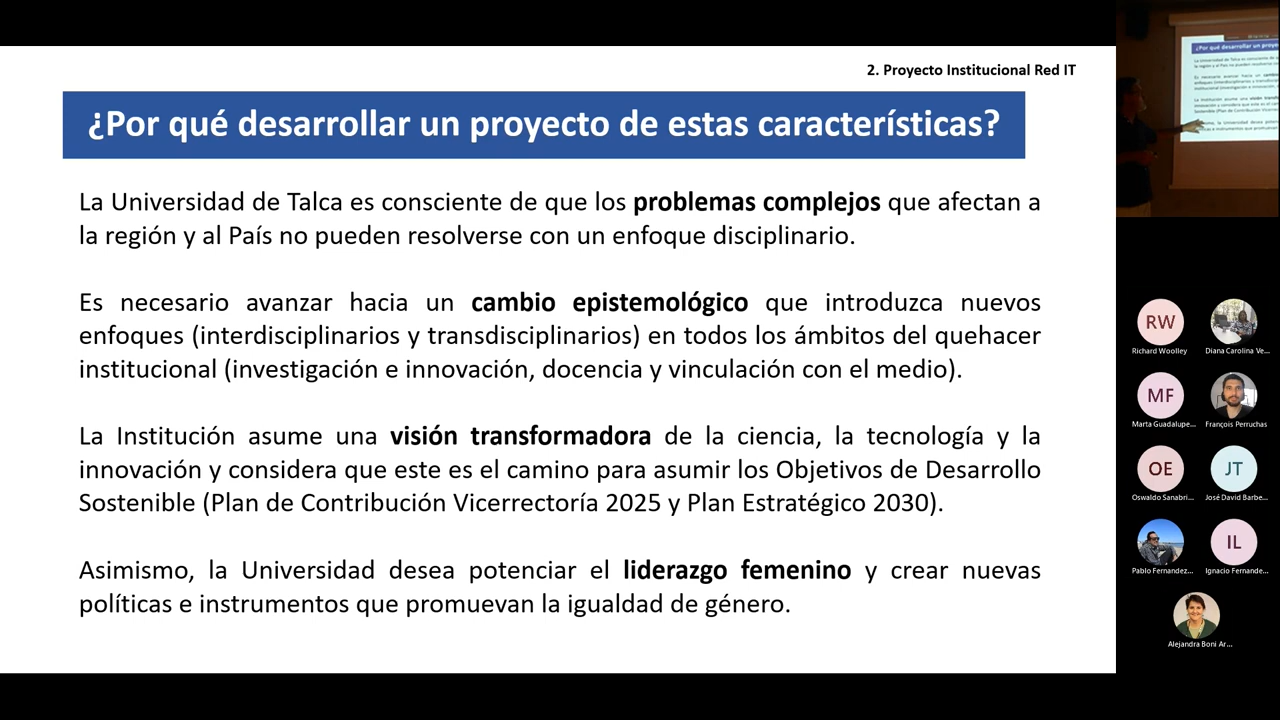 2. Proyecto Institucional Red IT
¿Por qué desarrollar un proyecto de estas características?
La Universidad de Talca es consciente de que los problemas complejos que afectan a
la región y al País no pueden resolverse con un enfoque disciplinario.
Es necesario avanzar hacia un cambio epistemológico que introduzca nuevos
enfoques (interdisciplinarios y transdisciplinarios) en todos los ámbitos del quehacer
institucional (investigación e innovación, docencia y vinculación con el medio).
La Institución asume una visión transformadora de la ciencia, la tecnología y la
innovación y considera que este es el camino para asumir los Objetivos de Desarrollo
Sostenible (Plan de Contribución Vicerrectoría 2025 y Plan Estratégico 2030).
Asimismo, la Universidad desea potenciar el liderazgo femenino y crear nuevas
políticas e instrumentos que promuevan la igualdad de género.
¿Por qué desarrollar un proye
RW
Richard Woolley
Diana Carolina Ve...
MF
Marta Guadalupe...
François Perruchas
OE
Oswaldo Sanabri...
JT
José David Barbe...
Pablo Fernandez...
IL
Ignacio Fernande...
Alejandra Boni Ar...